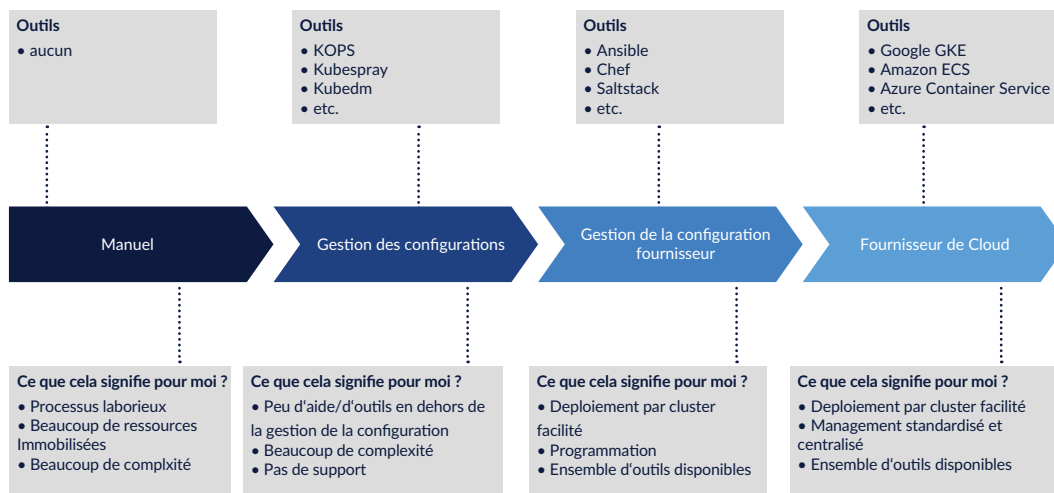 Outils
• aucun
Outils
• KOPS
• Kubespray
• Kubedm
• etc.
Outils
• Ansible
• Chef
• Saltstack
• etc.
Outils
• Google GKE
• Amazon ECS
• Azure Container Service
• etc.
Manuel
Gestion des configurations
Gestion de la configuration
fournisseur
Fournisseur de Cloud
Ce que cela signifie pour moi ?
• Processus laborieux
• Beaucoup de ressources
Immobilisées
• Beaucoup de complxité
Ce que cela signifie pour moi ?
• Peu d‘aide/d‘outils en dehors de
la gestion de la configuration
• Beaucoup de complexité
• Pas de support
Ce que cela signifie pour moi ?
• Deploiement par cluster
facilité
• Programmation
• Ensemble d‘outils disponibles
Ce que cela signifie pour moi ?
• Deploiement par cluster facilité
• Management standardisé et
centralisé
• Ensemble d‘outils disponibles